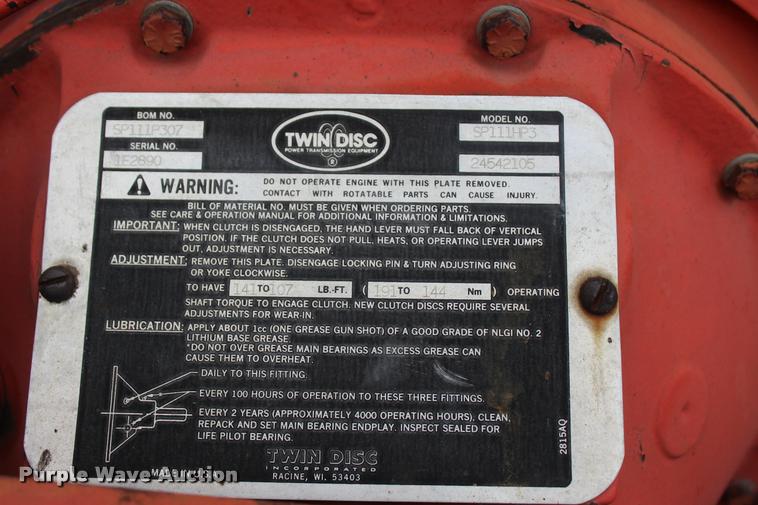 BOM NO.
SP111P307
SERIAL NO.
1F2890
TWIN DISC
POWER TRANSMISSION EQUIPMENT
®
MODEL NO.
SP111HP3
24542105
WARNING: DO NOT OPERATE ENGINE WITH THIS PLATE REMOVED.
CONTACT WITH ROTATABLE PARTS CAN CAUSE INJURY.
BILL OF MATERIAL NO. MUST BE GIVEN WHEN ORDERING PARTS.
SEE CARE & OPERATION MANUAL FOR ADDITIONAL INFORMATION & LIMITATIONS.
IMPORTANT: WHEN CLUTCH IS DISENGAGED, THE HAND LEVER MUST FALL BACK OF VERTICAL
POSITION. IF THE CLUTCH DOES NOT PULL, HEATS, OR OPERATING LEVER JUMPS
OUT, ADJUSTMENT IS NECESSARY.
ADJUSTMENT: REMOVE THIS PLATE. DISENGAGE LOCKING PIN & TURN ADJUSTING RING
OR YOKE CLOCKWISE.
TO HAVE 141 TO 107 LB.-FT. ( 191 TO 144 Nm ) OPERATING
SHAFT TORQUE TO ENGAGE CLUTCH. NEW CLUTCH DISCS REQUIRE SEVERAL
ADJUSTMENTS FOR WEAR-IN.
LUBRICATION: APPLY ABOUT 1cc (ONE GREASE GUN SHOT) OF A GOOD GRADE OF NLGI NO. 2
LITHIUM BASE GREASE.
*DO NOT OVER GREASE MAIN BEARINGS AS EXCESS GREASE CAN
CAUSE THEM TO OVERHEAT.
DAILY TO THIS FITTING.
EVERY 100 HOURS OF OPERATION TO THESE THREE FITTINGS.
EVERY 2 YEARS (APPROXIMATELY 4000 OPERATING HOURS). CLEAN,
REPACK AND SET MAIN BEARING ENDPLAY. INSPECT SEALED FOR
LIFE PILOT BEARING.
2815AQ
MADE IN
TWIN DISC
INCORPORATED
RACINE, WI. 53403
Purple Wave Auction